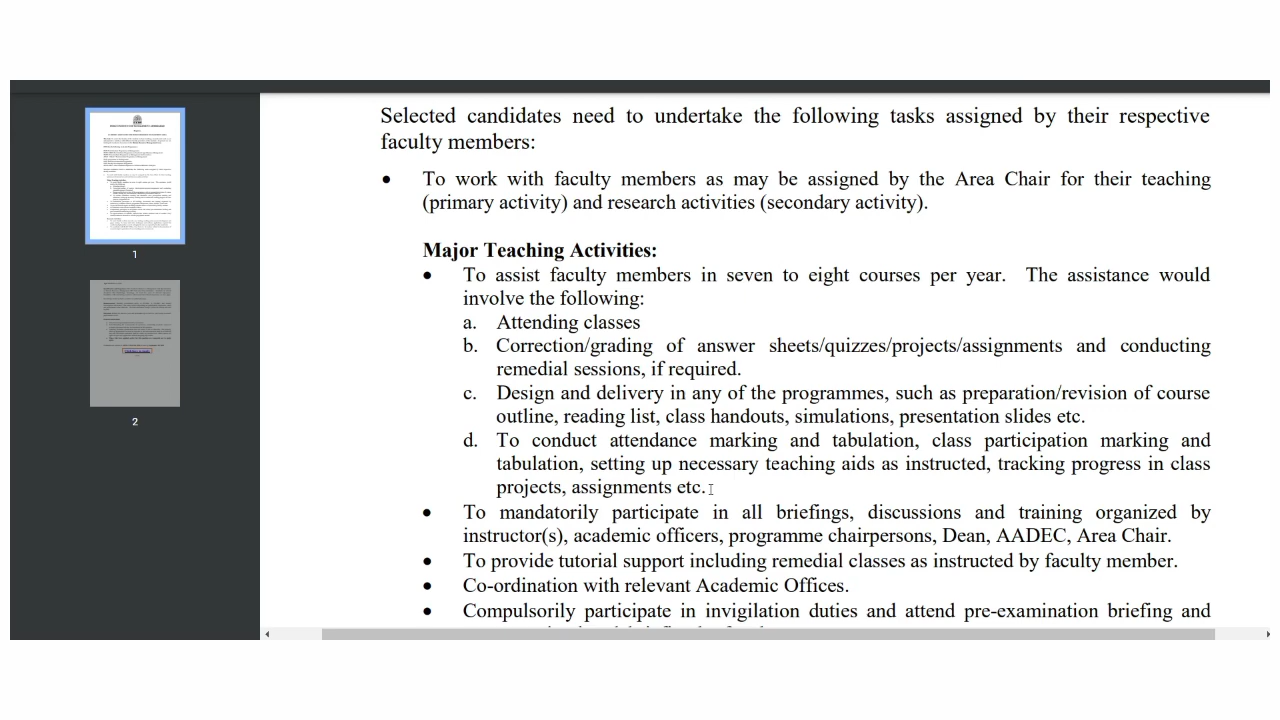 Selected candidates need to undertake the following tasks assigned by their respective
faculty members:
• To work with faculty members as may be assigned by the Area Chair for their teaching
(primary activity) and research activities (secondary activity).
Major Teaching Activities:
• To assist faculty members in seven to eight courses per year. The assistance would
involve the following:
a. Attending classes
b. Correction/grading of answer sheets/quizzes/projects/assignments and conducting
remedial sessions, if required.
c. Design and delivery in any of the programmes, such as preparation/revision of course
outline, reading list, class handouts, simulations, presentation slides etc.
d. To conduct attendance marking and tabulation, class participation marking and
tabulation, setting up necessary teaching aids as instructed, tracking progress in class
projects, assignments etc.
• To mandatorily participate in all briefings, discussions and training organized by
instructor(s), academic officers, programme chairpersons, Dean, AADEC, Area Chair.
• To provide tutorial support including remedial classes as instructed by faculty member.
• Co-ordination with relevant Academic Offices.
• Compulsorily participate in invigilation duties and attend pre-examination briefing and
1
2